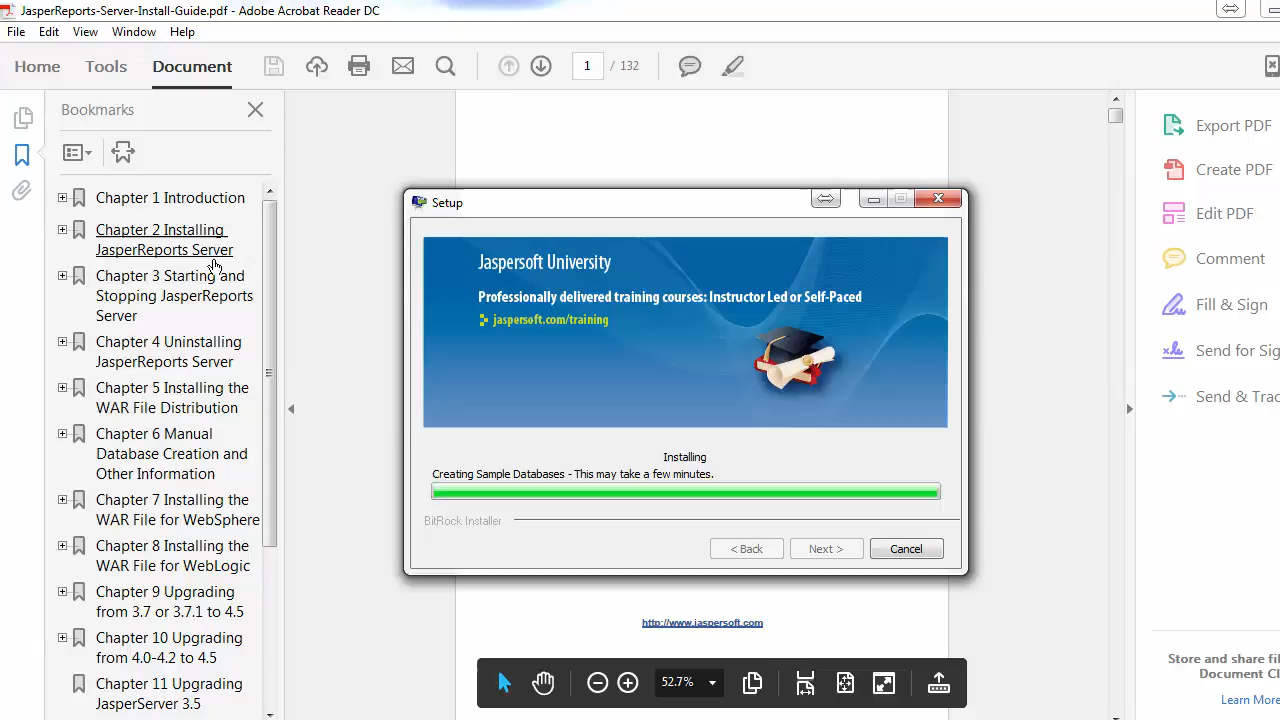 JasperReports-Server-Install-Guide.pdf - Adobe Acrobat Reader DC
File Edit View Window Help
Home Tools Document 1 / 132
Bookmarks
Chapter 1 Introduction
Chapter 2 Installing
JasperReports Server
Chapter 3 Starting and
Stopping JasperReports
Server
Chapter 4 Uninstalling
JasperReports Server
Chapter 5 Installing the
WAR File Distribution
Chapter 6 Manual
Database Creation and
Other Information
Chapter 7 Installing the
WAR File for WebSphere
Chapter 8 Installing the
WAR File for WebLogic
Chapter 9 Upgrading
from 3.7 or 3.7.1 to 4.5
Chapter 10 Upgrading
from 4.0-4.2 to 4.5
Chapter 11 Upgrading
JasperServer 3.5
Setup
Jaspersoft University
Professionally delivered training courses: Instructor Led or Self-Paced
jaspersoft.com/training
Installing
Creating Sample Databases - This may take a few minutes.
BitRock Installer
< Back Next > Cancel
http://www.jaspersoft.com
52.7%
Export PDF
Create PDF
Edit PDF
Comment
Fill & Sign
Send for Sig
Send & Trac
Store and share fil
Document Cl
Learn More